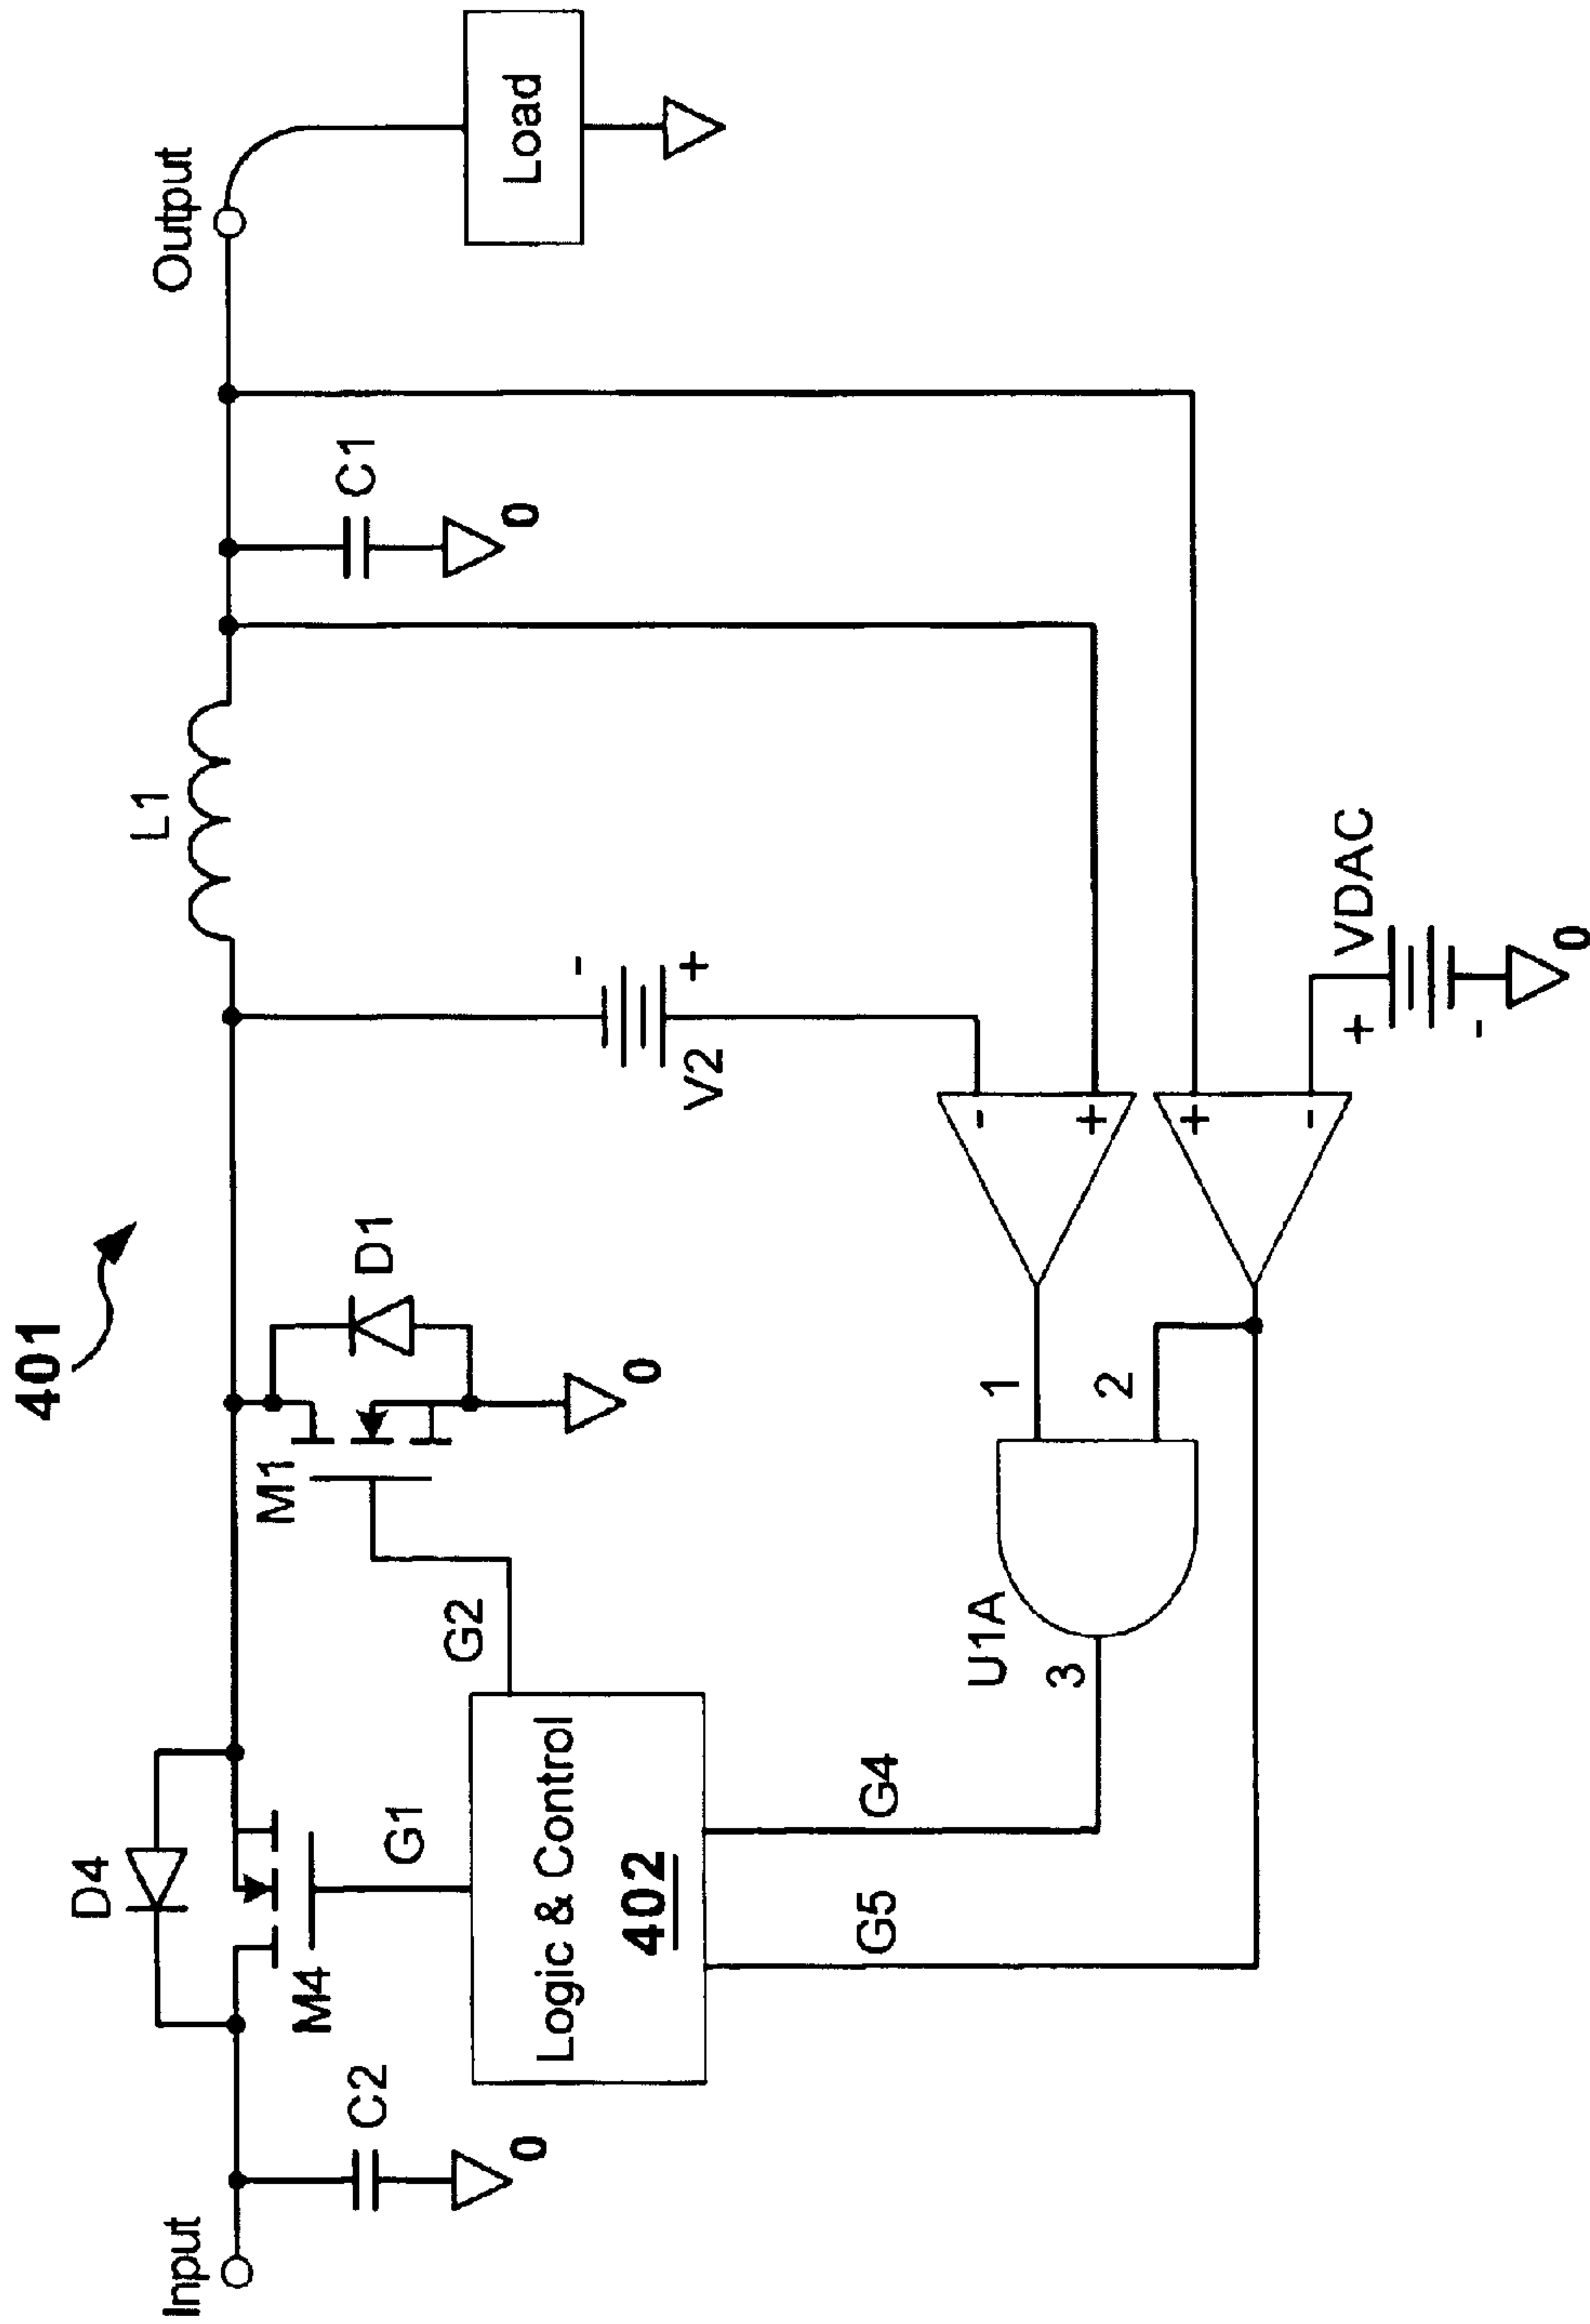 401
Input
C2
0
D4
M4
G1
Logic & Control
402
G2
M1
D1
0
L1
-
+
V2
C1
0
Output
Load
G5
G4
U1A
3
1
2
-
+
+
-
VDAC
+
-
0